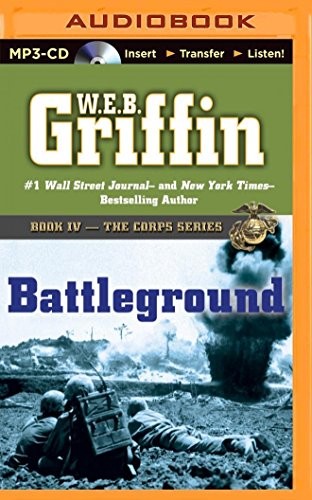 AUDIOBOOK
MP3-CD Insert ► Transfer ► Listen!
W.E.B.
Griffin
#1 Wall Street Journal– and New York Times–
Bestselling Author
BOOK IV — THE CORPS SERIES
Battleground